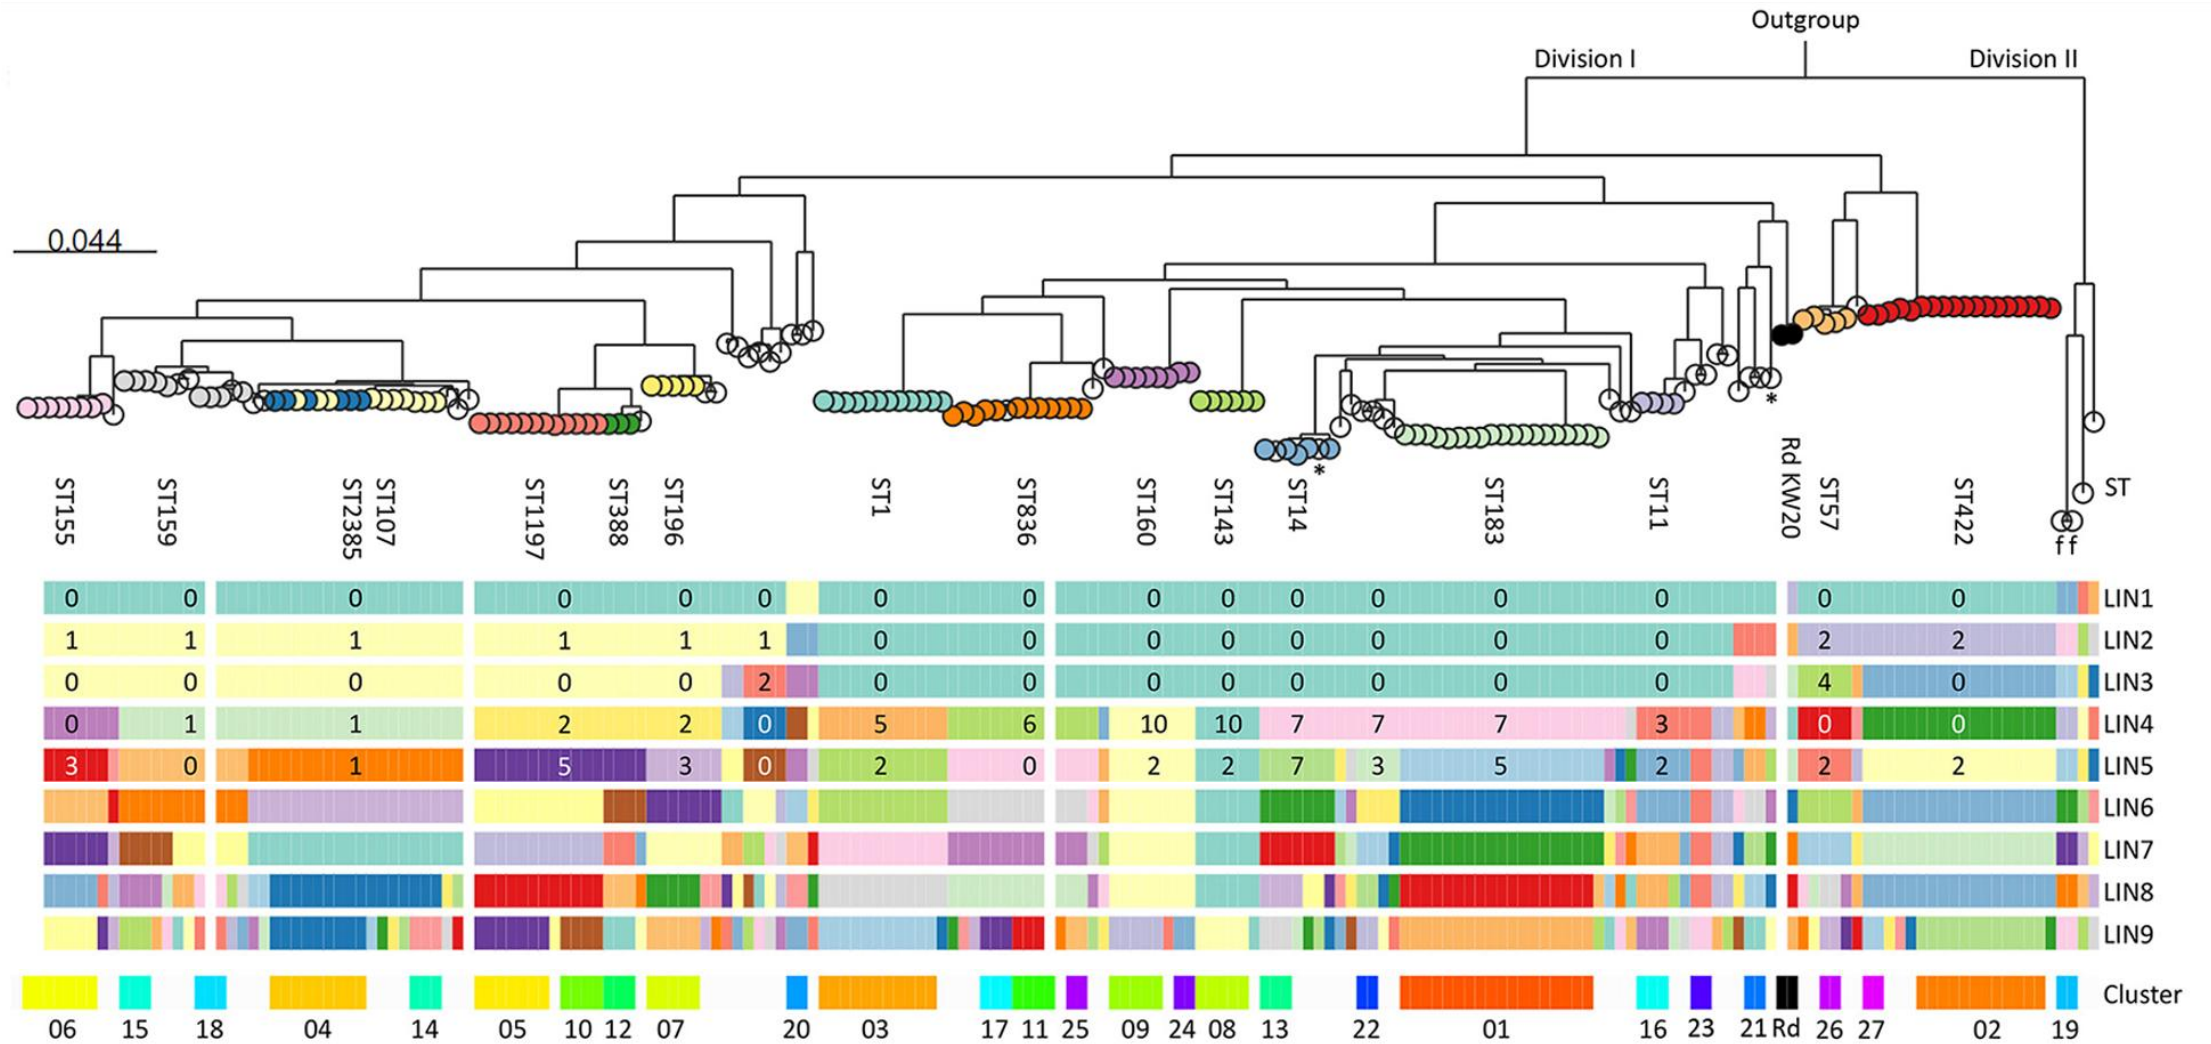 Outgroup
Division I
Division II
0.044
*
*
ST155
ST159
ST2385
ST107
ST1197
ST388
ST196
ST1
ST836
ST160
ST143
ST14
ST183
ST11
Rd KW20
ST57
ST422
ST
f f
0 0 0 0 0 0 0 0 0 0 0 0 0 0 0 0 LIN1
1 1 1 1 1 1 0 0 0 0 0 0 0 0 2 2 LIN2
0 0 0 0 0 2 0 0 0 0 0 0 0 0 4 0 LIN3
0 1 1 2 2 0 5 6 10 10 7 7 7 3 0 0 LIN4
3 0 1 5 3 0 2 0 2 2 7 3 5 2 2 2 LIN5
LIN6
LIN7
LIN8
LIN9
Cluster
06 15 18 04 14 05 10 12 07 20 03 17 11 25 09 24 08 13 22 01 16 23 21 Rd 26 27 02 19